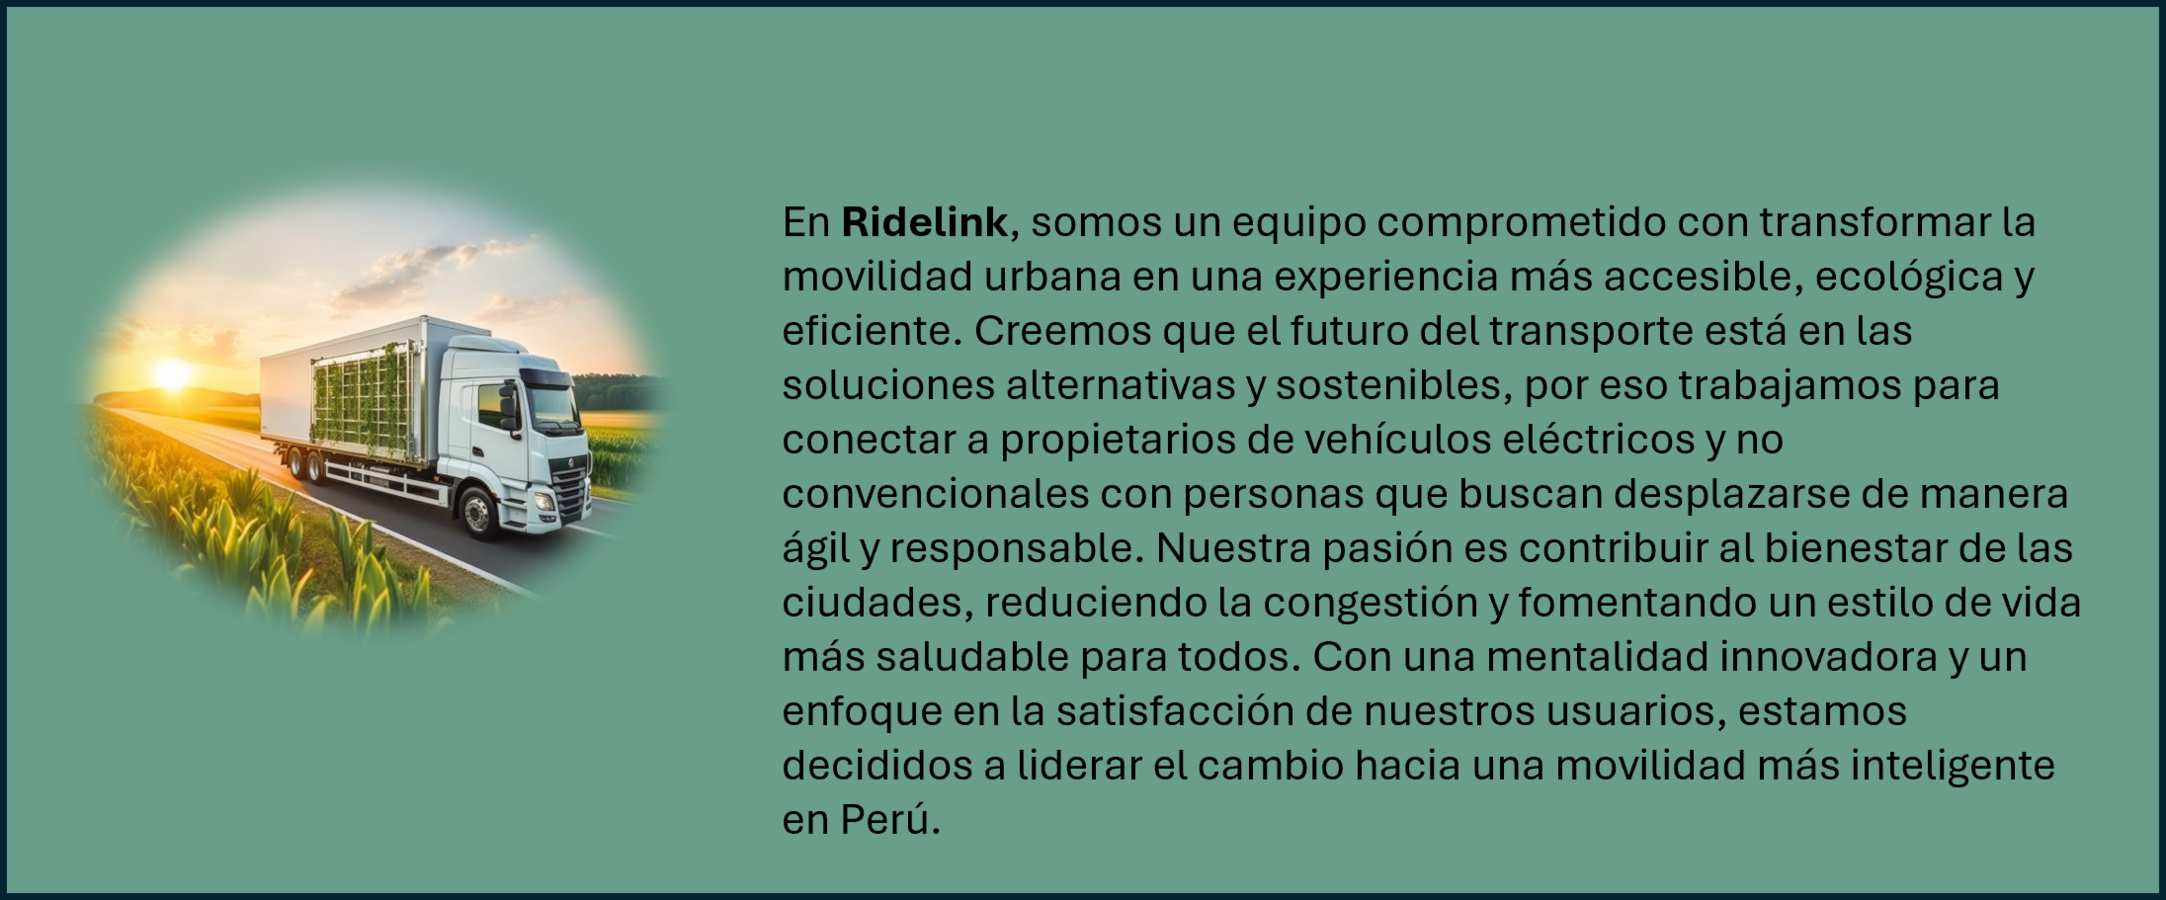 En Ridelink, somos un equipo comprometido con transformar la
movilidad urbana en una experiencia más accesible, ecológica y
eficiente. Creemos que el futuro del transporte está en las
soluciones alternativas y sostenibles, por eso trabajamos para
conectar a propietarios de vehículos eléctricos y no
convencionales con personas que buscan desplazarse de manera
ágil y responsable. Nuestra pasión es contribuir al bienestar de las
ciudades, reduciendo la congestión y fomentando un estilo de vida
más saludable para todos. Con una mentalidad innovadora y un
enfoque en la satisfacción de nuestros usuarios, estamos
decididos a liderar el cambio hacia una movilidad más inteligente
en Perú.